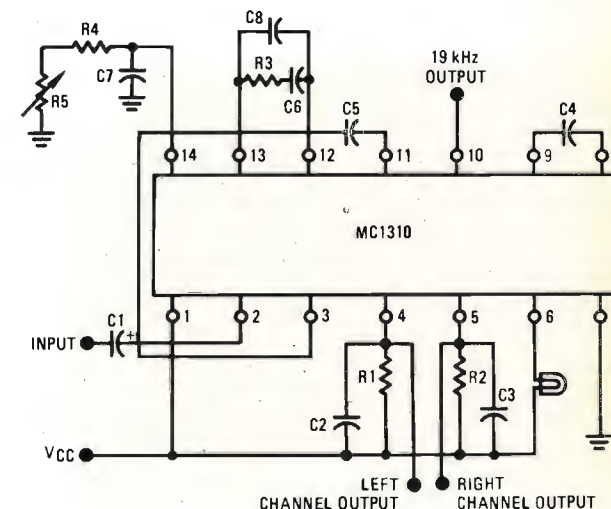 C8
R4
R3
19 kHz
OUTPUT
C7
C6
R5
C5
C4
14
13
12
11
10
9
MC1310
1
2
3
4
5
6
C1
+
INPUT
R1
R2
C3
C2
VCC
LEFT
CHANNEL OUTPUT
RIGHT
CHANNEL OUTPUT